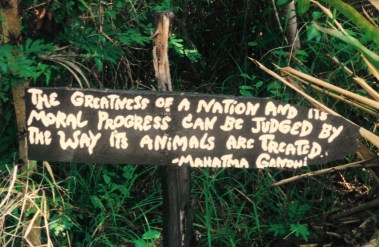 THE GREATNESS OF A NATION AND ITS
MORAL PROGRESS CAN BE JUDGED BY
THE WAY ITS ANIMALS ARE TREATED.
-MAHATMA GANDHI